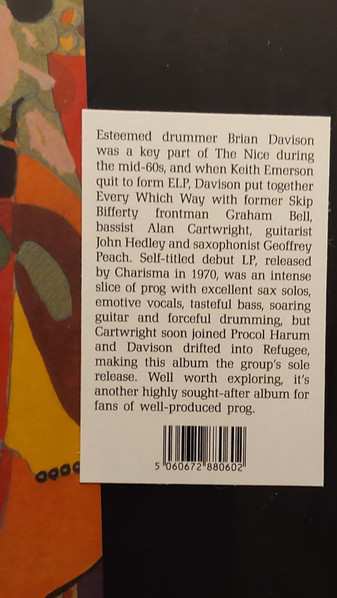 Esteemed drummer Brian Davison
was a key part of The Nice during
the mid-60s, and when Keith Emerson
quit to form ELP, Davison put together
Every Which Way with former Skip
Bifferty frontman Graham Bell,
bassist Alan Cartwright, guitarist
John Hedley and saxophonist Geoffrey
Peach. Self-titled debut LP, released
by Charisma in 1970, was an intense
slice of prog with excellent sax solos,
emotive vocals, tasteful bass, soaring
guitar and forceful drumming, but
Cartwright soon joined Procol Harum
and Davison drifted into Refugee,
making this album the group's sole
release. Well worth exploring, it's
another highly sought-after album for
fans of well-produced prog.
5 060672 880602